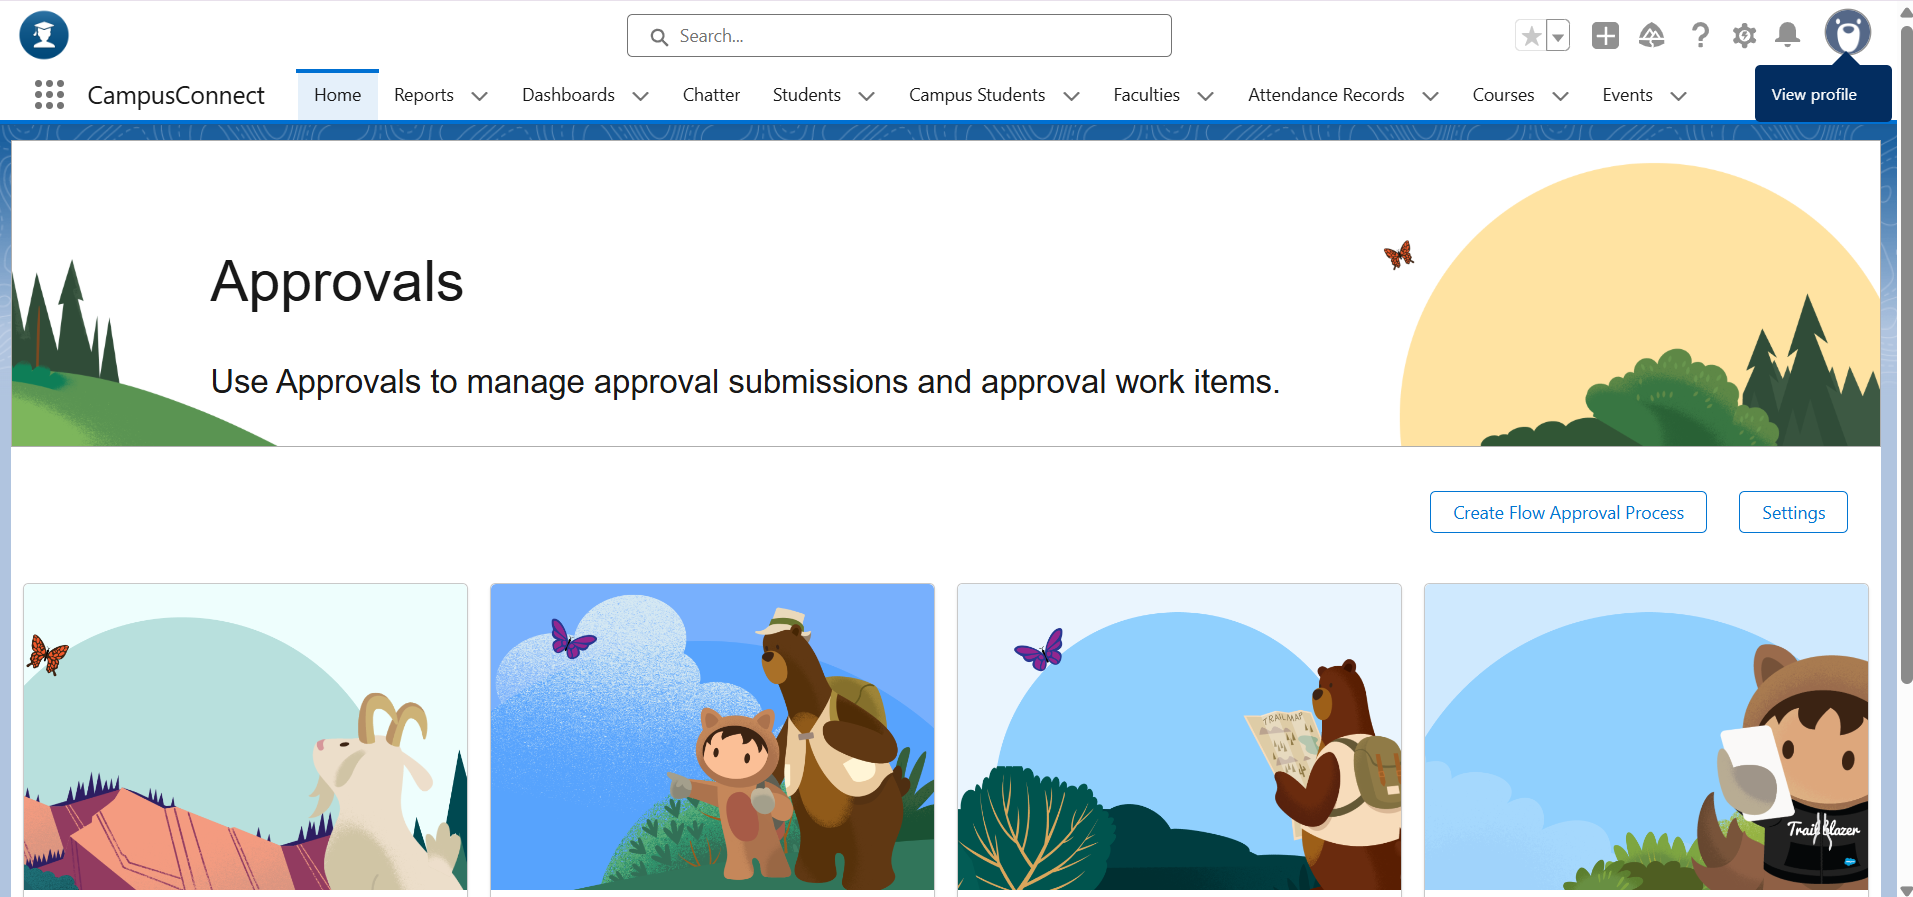 Search...
View profile
CampusConnect
Home Reports Dashboards Chatter Students Campus Students Faculties Attendance Records Courses Events
Approvals
Use Approvals to manage approval submissions and approval work items.
Create Flow Approval Process
Settings
TRAIL MAP
Trailblazer